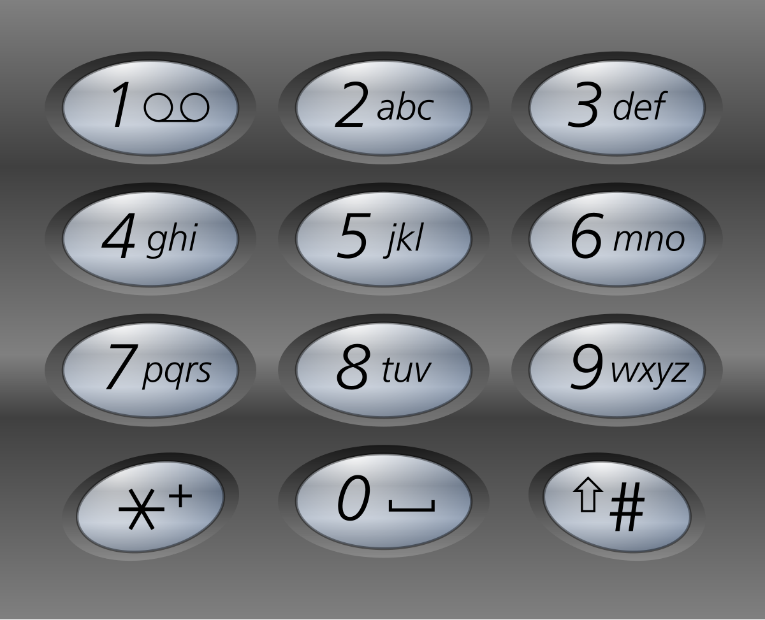 1 2 abc 3 def
4 ghi 5 jkl 6 mno
7 pqrs 8 tuv 9 wxyz
*+ 0 ⇧#